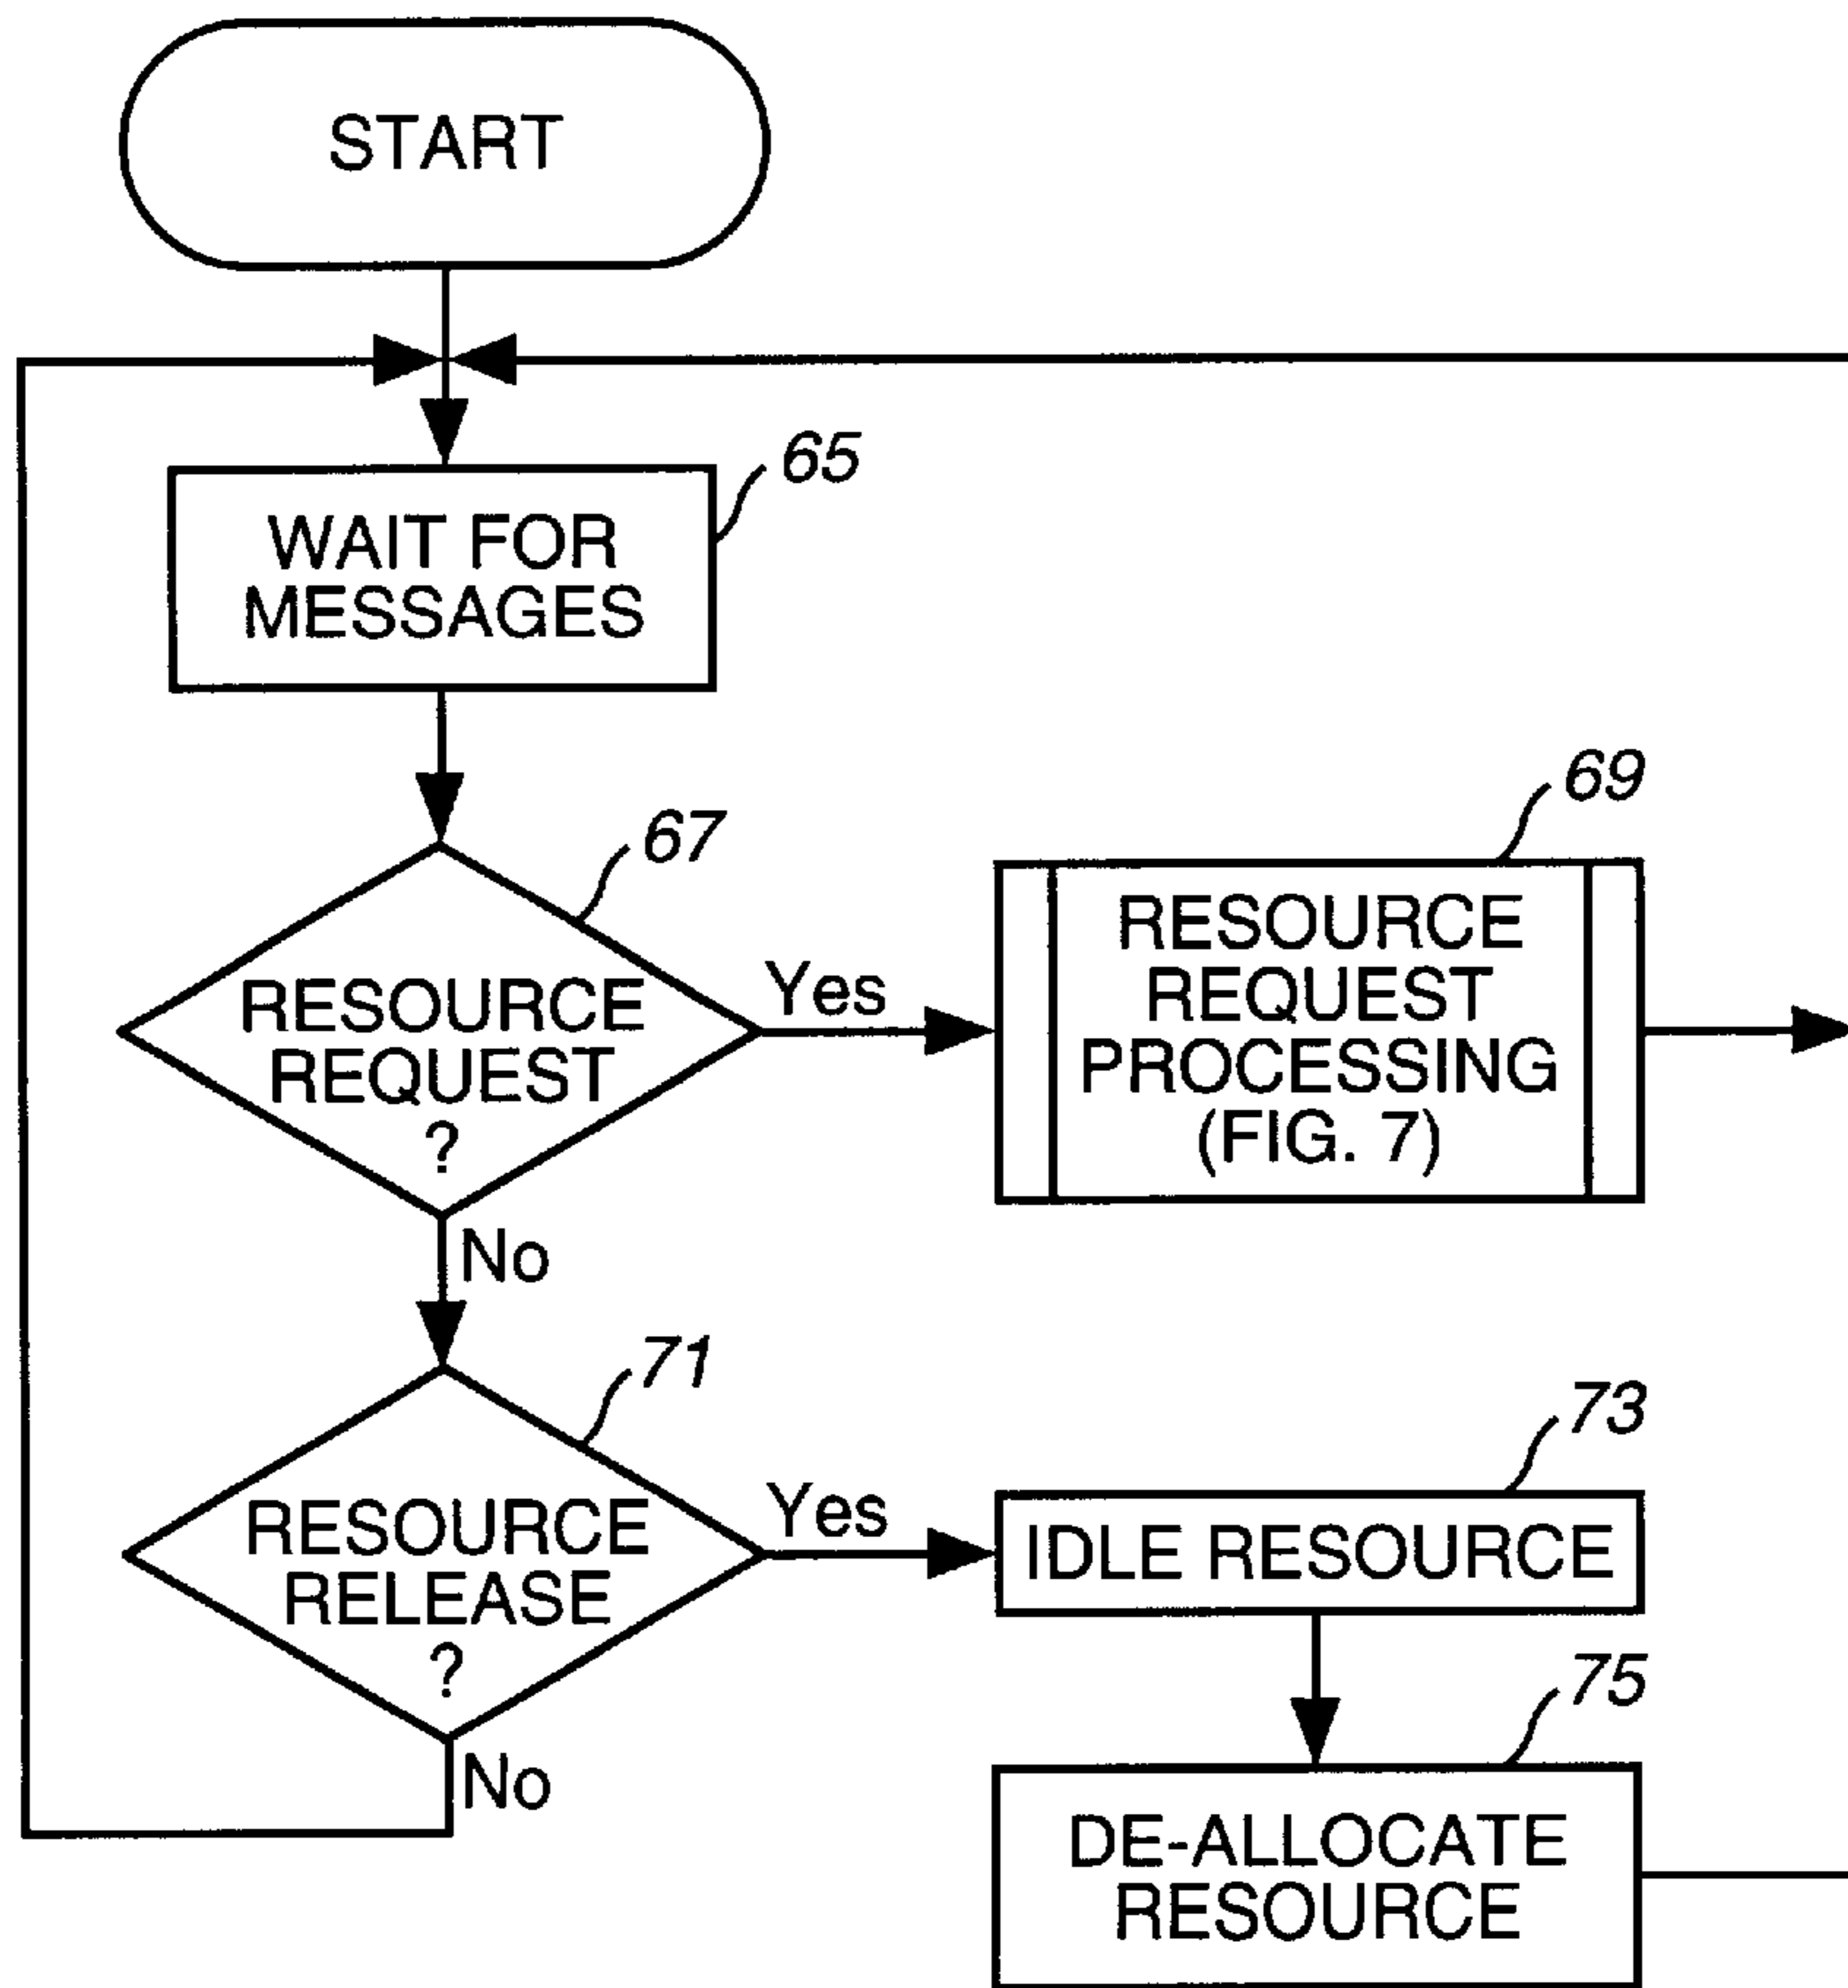 START
65
WAIT FOR
MESSAGES
67
RESOURCE
REQUEST
?
Yes
No
69
RESOURCE
REQUEST
PROCESSING
(FIG. 7)
71
RESOURCE
RELEASE
?
Yes
No
73
IDLE RESOURCE
75
DE-ALLOCATE
RESOURCE